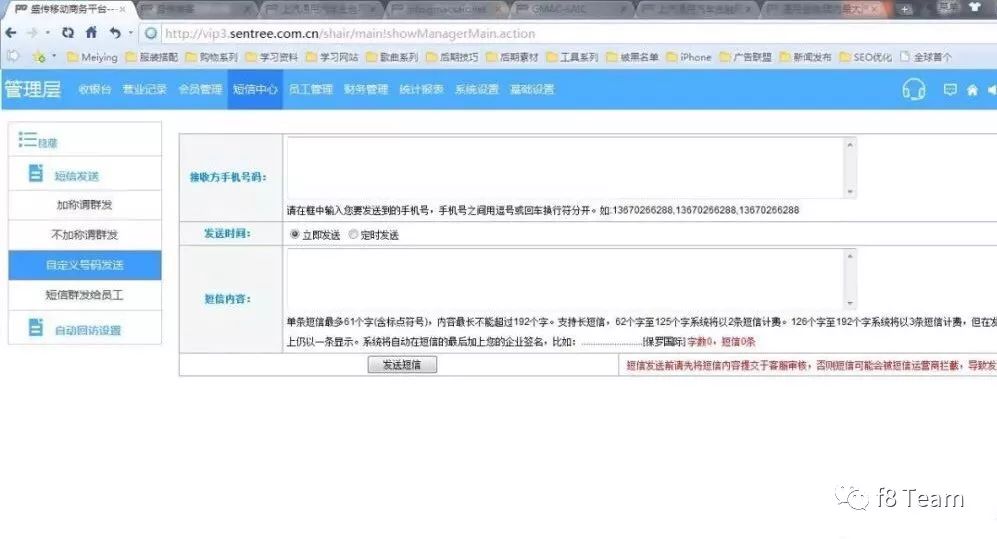 盛传移动商务平台---
GMAC-SAIC
http://vip3.sentree.com.cn/shair/main!showManagerMain.action
Meiying 服装搭配 购物系列 学习资料 学习网站 歌曲系列 后期技巧 后期素材 工具系列 破黑名单 iPhone 广告联盟 新闻发布 SEO优化 全球首个
管理层 收银台 营业记录 会员管理 短信中心 员工管理 财务管理 统计报表 系统设置 基础设置
隐藏
短信发送
加称谓群发
不加称谓群发
自定义号码发送
短信群发给员工
自动回访设置
接收方手机号码：
请在框中输入您要发送到的手机号，手机号之间用逗号或回车换行符分开。如:13670266288,13670266288,13670266288
发送时间： 立即发送 定时发送
短信内容：
单条短信最多61个字(含标点符号)，内容最长不能超过192个字。支持长短信，62个字至125个字系统将以2条短信计费。126个字至192个字系统将以3条短信计费，但在发
上仍以一条显示。系统将自动在短信的最后加上您的企业签名，比如：........................[保罗国际] 字数0，短信0条
发送短信 短信发送前请先将短信内容提交于客服审核，否则短信可能会被短信运营商拦截，导致发
f8 Team